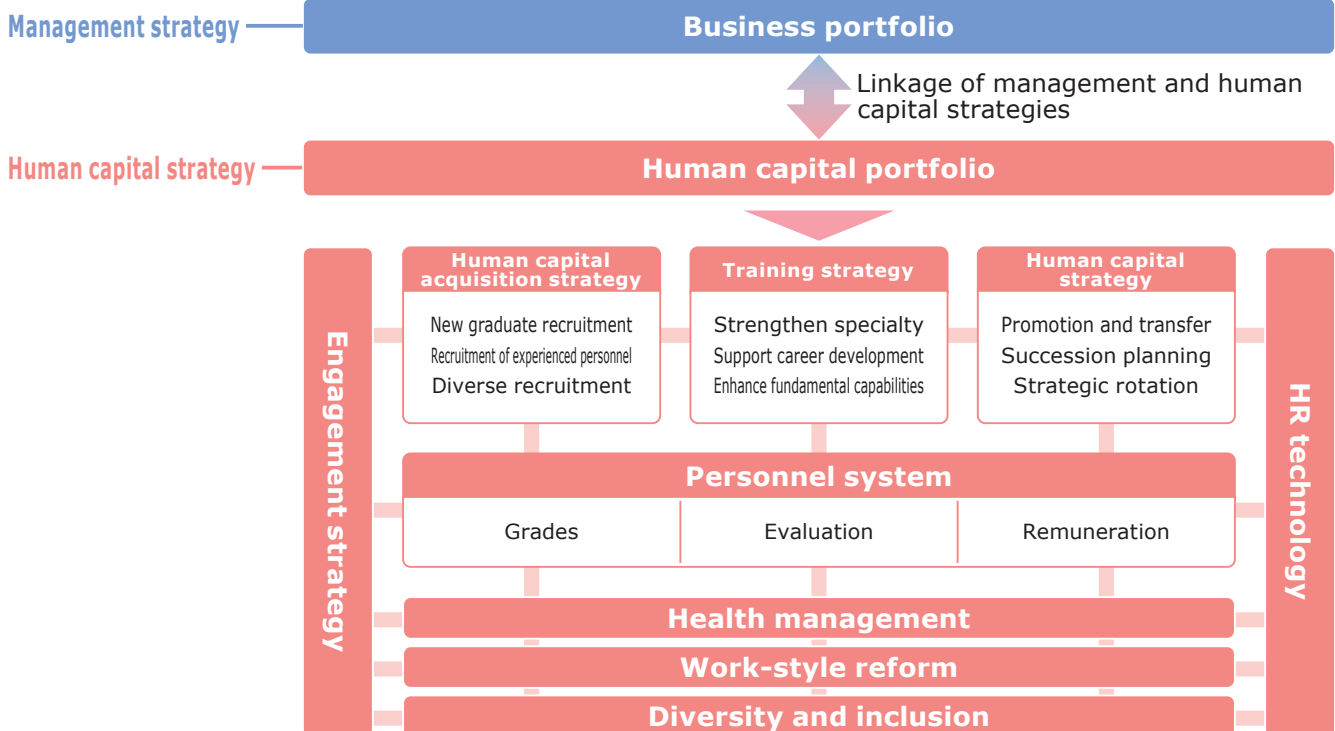 Management strategy
Business portfolio
Linkage of management and human
capital strategies
Human capital strategy
Human capital portfolio
Engagement strategy
Human capital
acquisition strategy
New graduate recruitment
Recruitment of experienced personnel
Diverse recruitment
Training strategy
Strengthen specialty
Support career development
Enhance fundamental capabilities
Human capital
strategy
Promotion and transfer
Succession planning
Strategic rotation
HR technology
Personnel system
Grades
Evaluation
Remuneration
Health management
Work-style reform
Diversity and inclusion